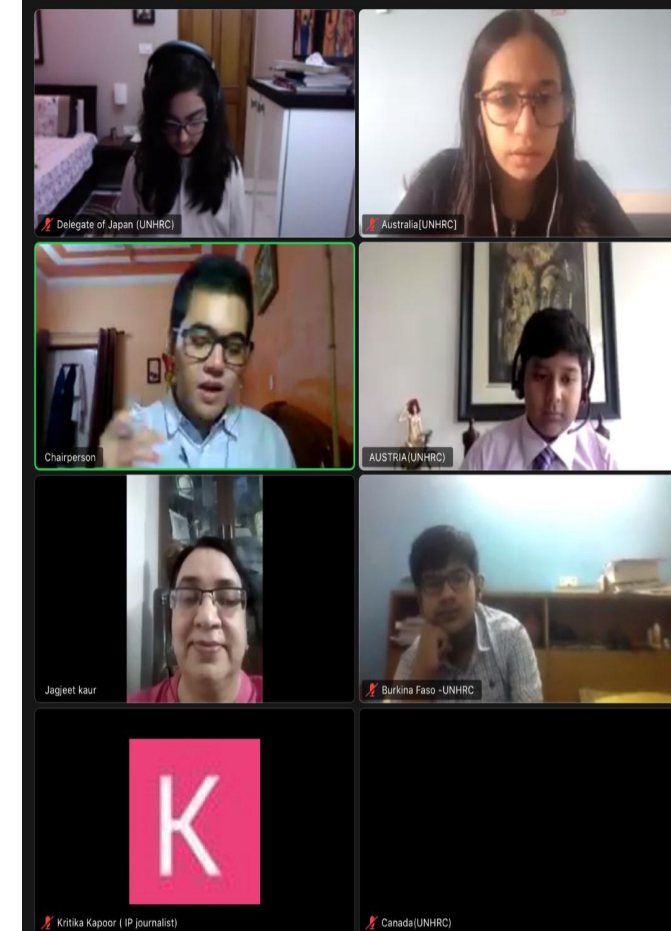 Delegate of Japan (UNHRC)
Australia[UNHRC]
Chairperson
AUSTRIA(UNHRC)
Jagjeet kaur
Burkina Faso -UNHRC
K
Kritika Kapoor ( IP journalist)
Canada(UNHRC)